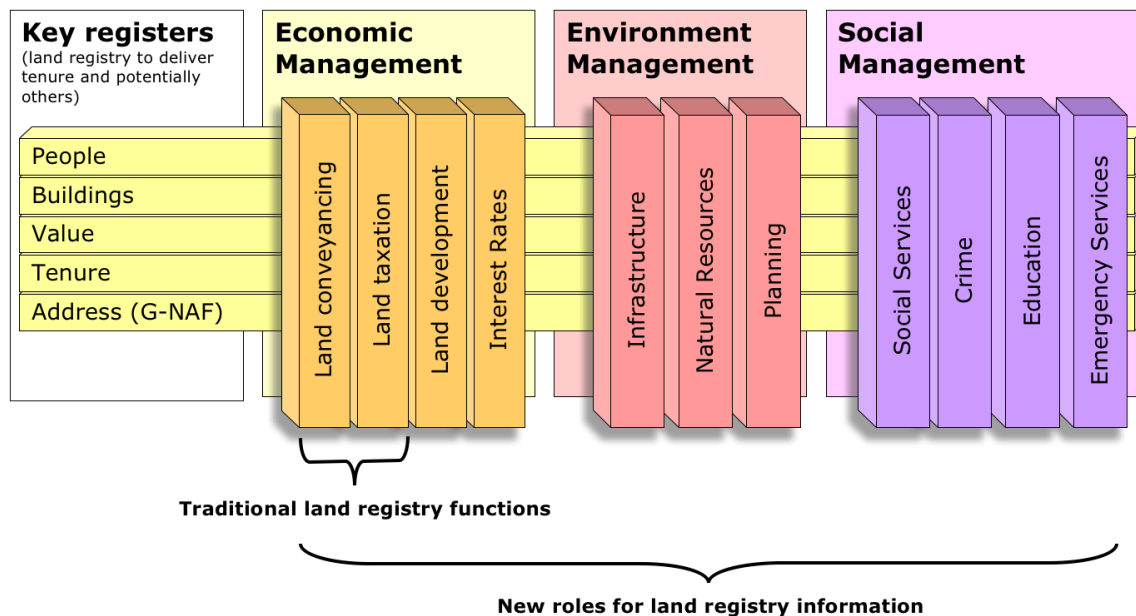 Key registers
(land registry to deliver
tenure and potentially
others)
People
Buildings
Value
Tenure
Address (G-NAF)
Economic
Management
Land conveyancing
Land taxation
Land development
Interest Rates
Environment
Management
Infrastructure
Natural Resources
Planning
Social
Management
Social Services
Crime
Education
Emergency Services
Traditional land registry functions
New roles for land registry information